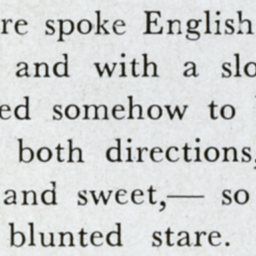 re spoke English
and with a slo
ed somehow to
both directions,
and sweet,— so
blunted stare.